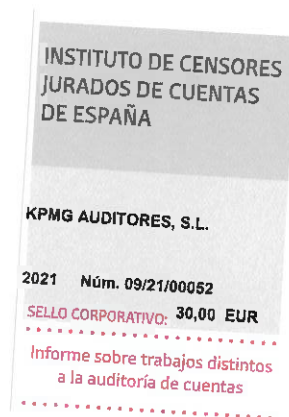 INSTITUTO DE CENSORES
JURADOS DE CUENTAS
DE ESPAÑA
KPMG AUDITORES, S.L.
2021 Núm. 09/21/00052
SELLO CORPORATIVO: 30,00 EUR
Informe sobre trabajos distintos
a la auditoría de cuentas